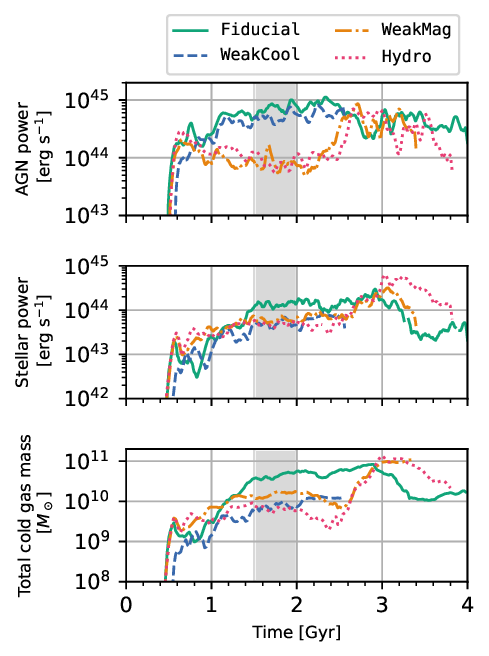 Fiducial WeakMag
WeakCool Hydro
AGN power
[erg s⁻¹]
10⁴⁵
10⁴⁴
10⁴³
Stellar power
[erg s⁻¹]
10⁴⁵
10⁴⁴
10⁴³
10⁴²
Total cold gas mass
[M⊙]
10¹¹
10¹⁰
10⁹
10⁸
0 1 2 3 4
Time [Gyr]